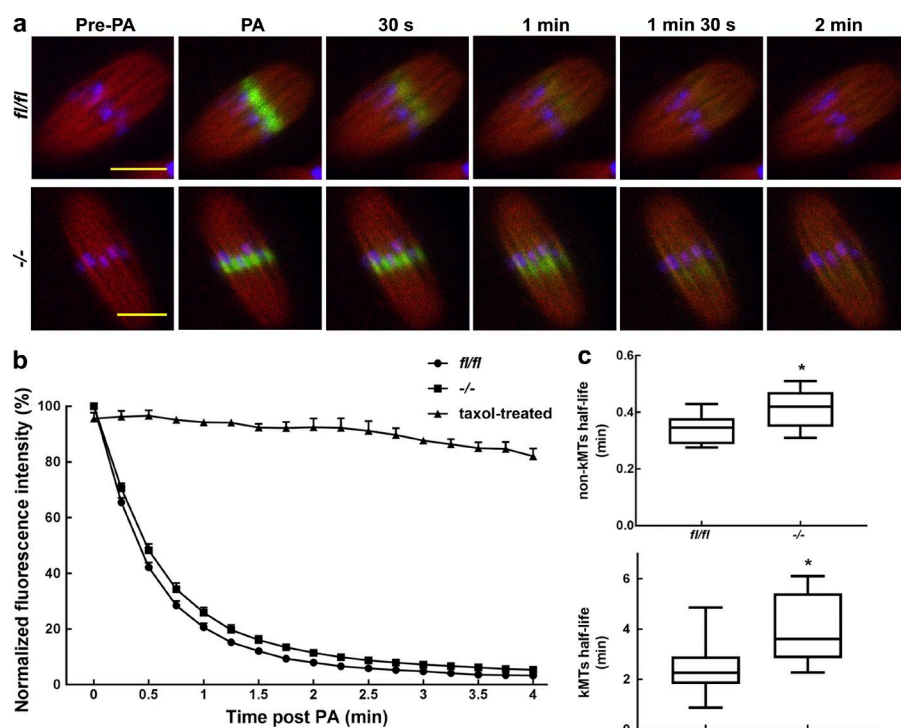 a Pre-PA PA 30 s 1 min 1 min 30 s 2 min
fl/fl
-/-
b
fl/fl
-/-
taxol-treated
Normalized fluorescence intensity (%)
100
80
60
40
20
0
0 0.5 1 1.5 2 2.5 3 3.5 4
Time post PA (min)
c
non-kMTs half-life
(min)
0.6
0.4
0.2
0.0
*
fl/fl -/-
kMTs half-life
(min)
6
4
2
0
*